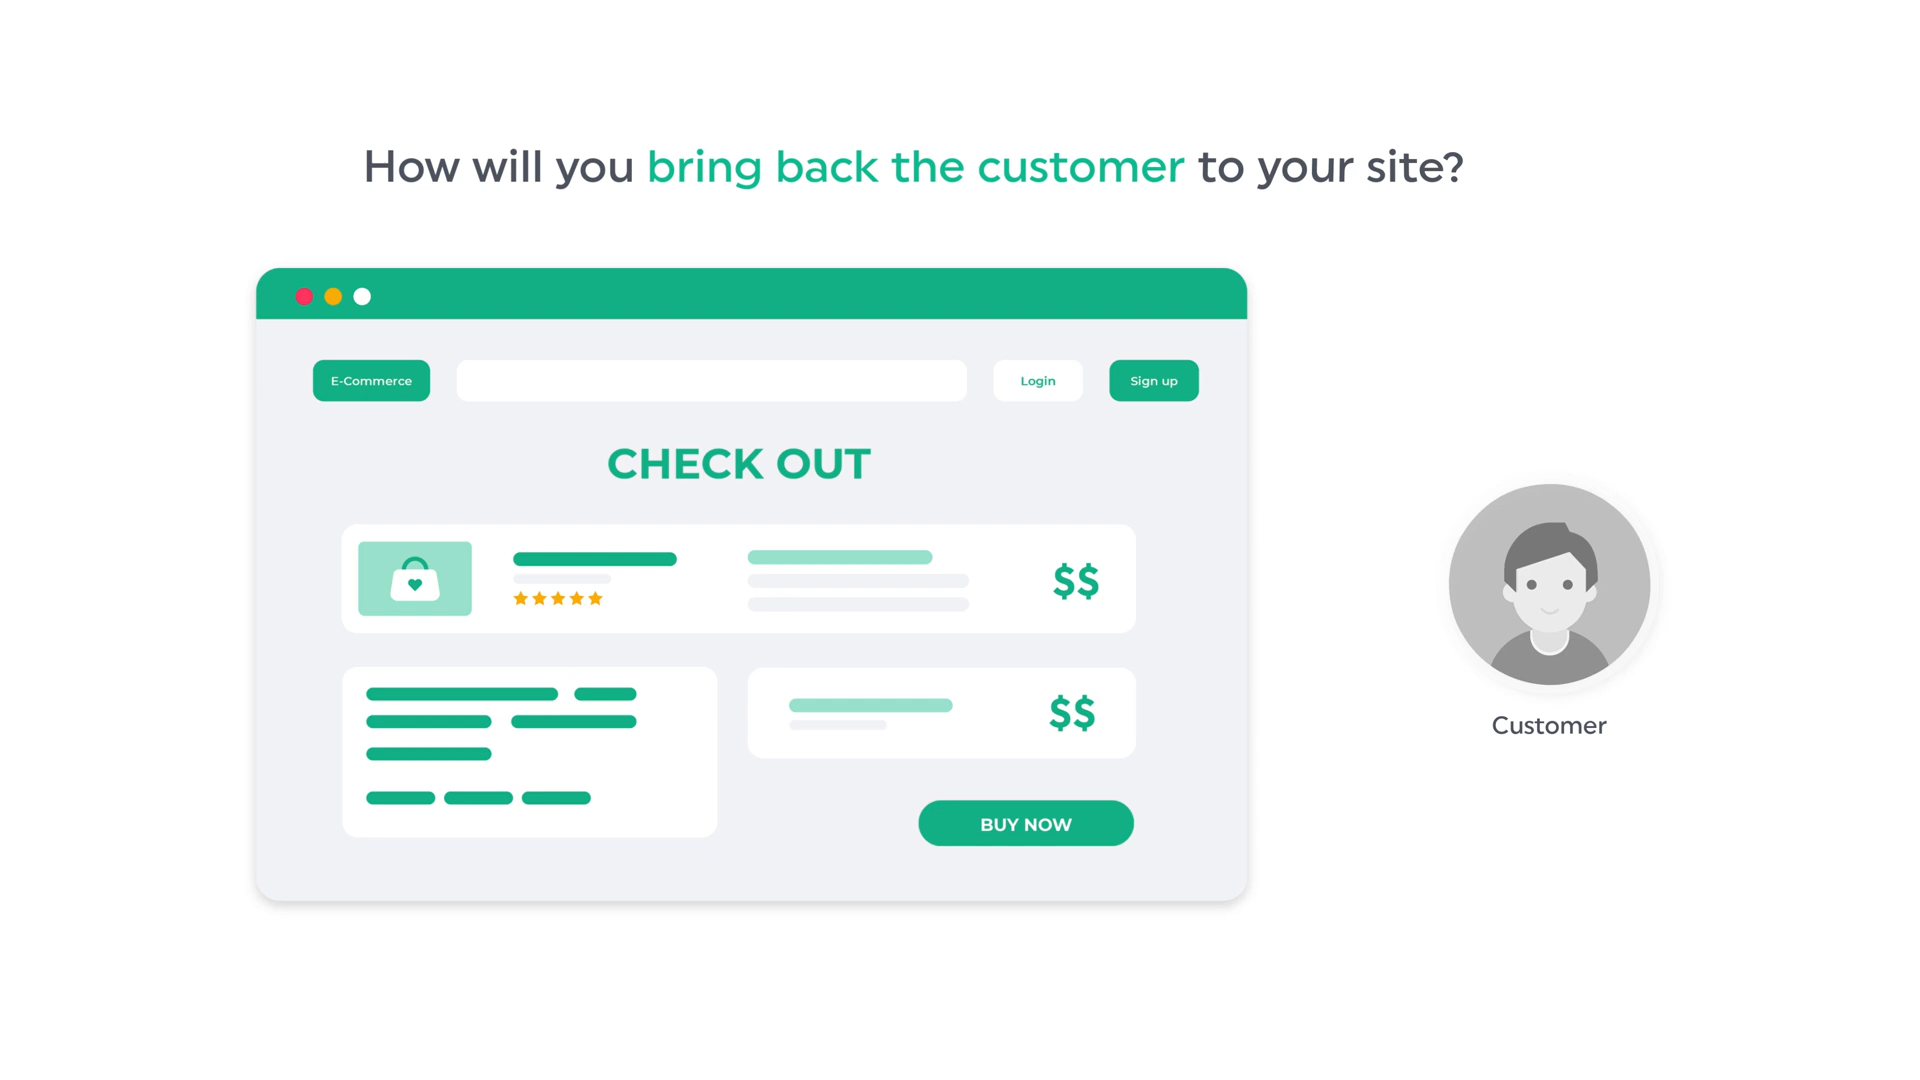 How will you bring back the customer to your site?
E-Commerce
Login
Sign up
CHECK OUT
$$
$$
BUY NOW
Customer